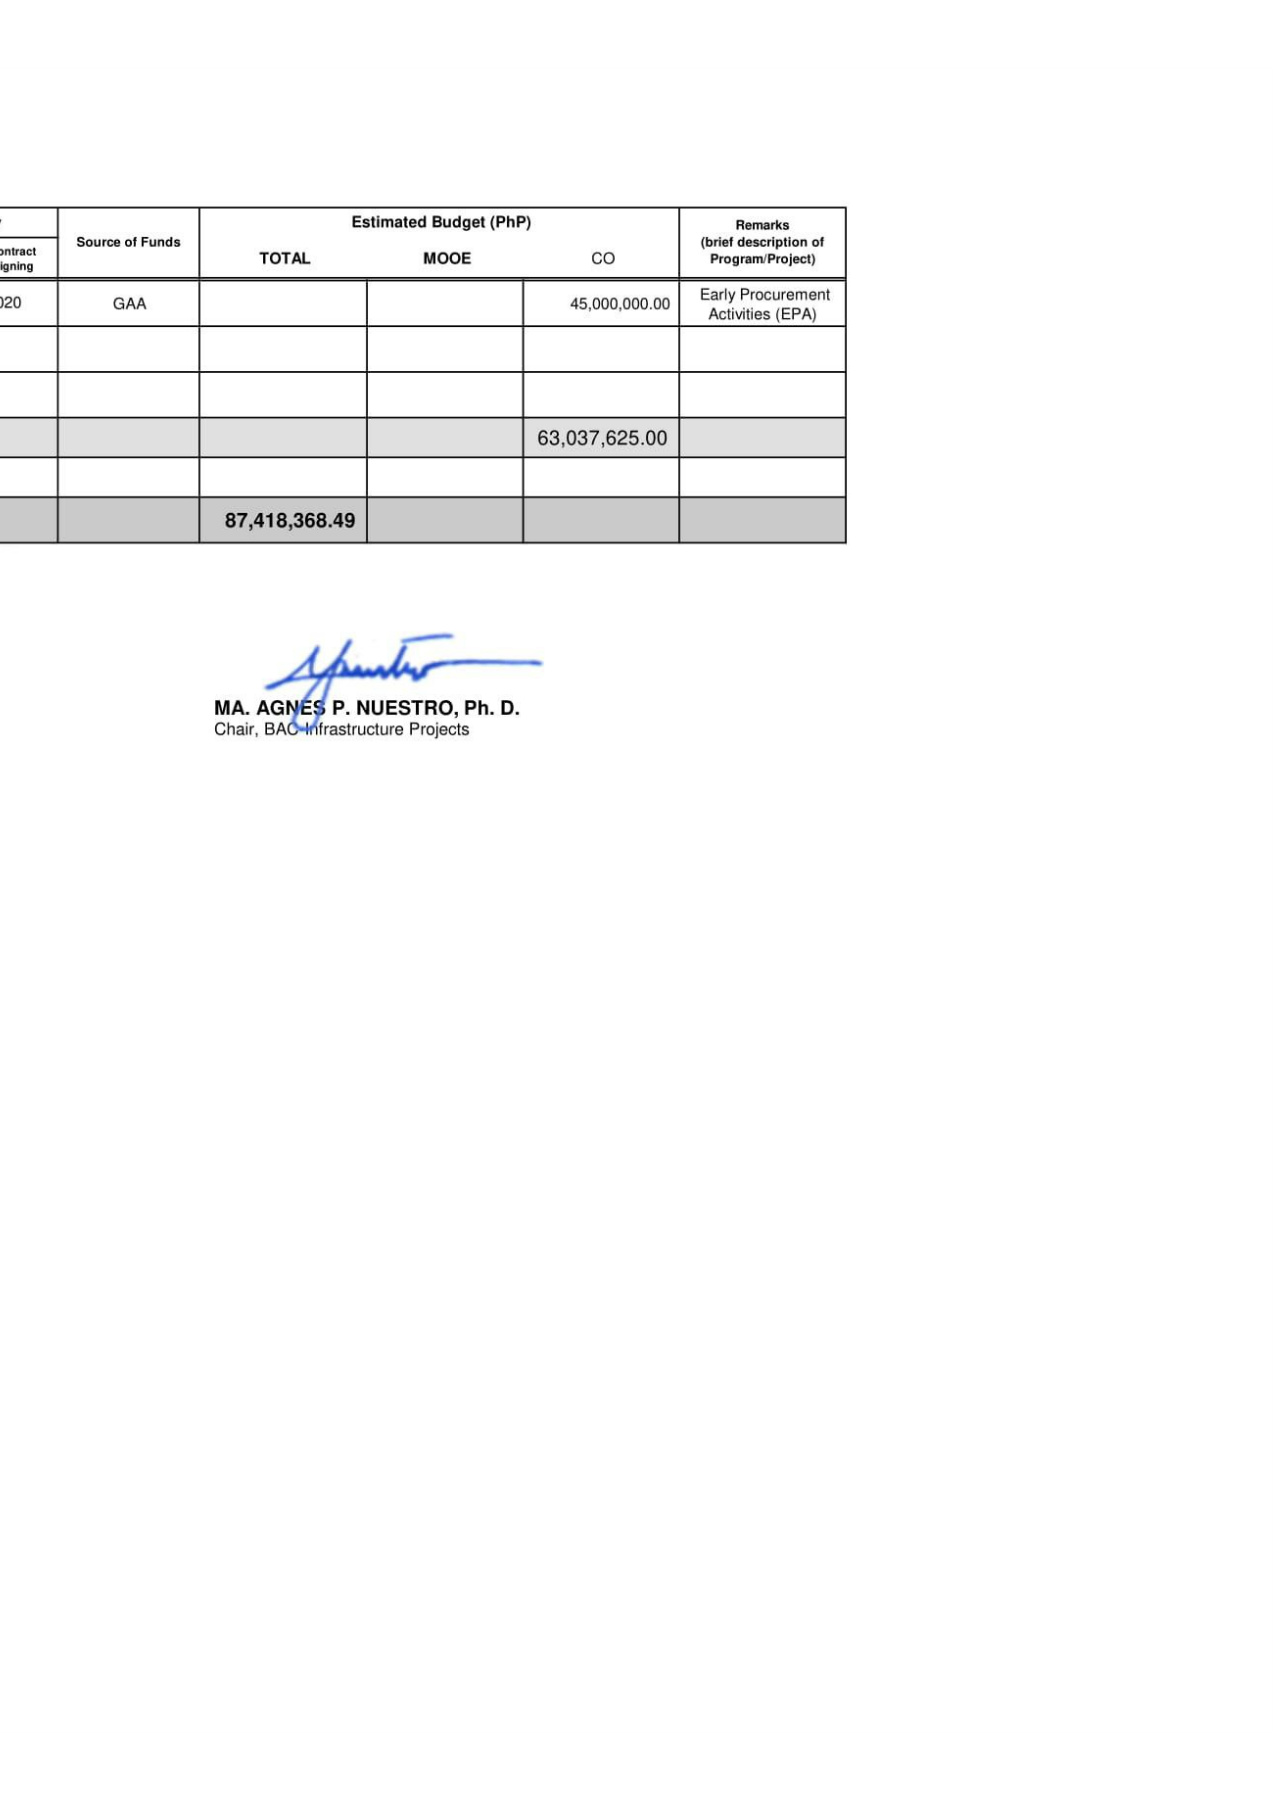 Source of Funds
Estimated Budget (PhP)
TOTAL MOOE CO
Remarks
(brief description of
Program/Project)
ontract
igning
020 GAA 45,000,000.00 Early Procurement
Activities (EPA)
63,037,625.00
87,418,368.49
MA. AGNES P. NUESTRO, Ph. D.
Chair, BAC Infrastructure Projects